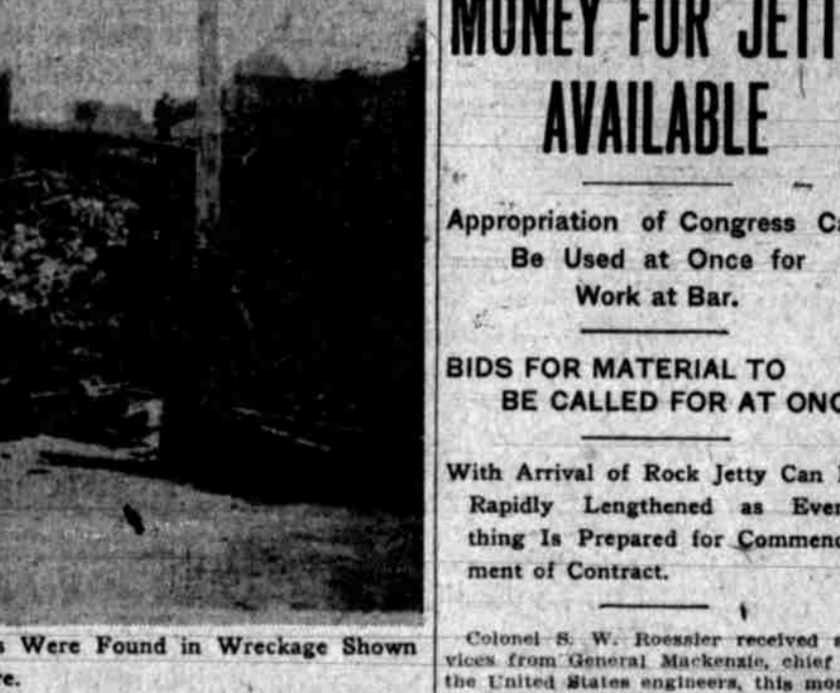 Were Found in Wreckage Shown
MONEY FOR JETT
AVAILABLE
Appropriation of Congress
Be Used at Once for
Work at Bar.
BIDS FOR MATERIAL TO
BE CALLED FOR AT ONC
With Arrival of Rock Jetty Can
Rapidly Lengthened as Ever
thing Is Prepared for Commenc
ment of Contract.
Colonel S. W. Roessler received
vices from General Mackenzie, chief
the United States engineers, this mo